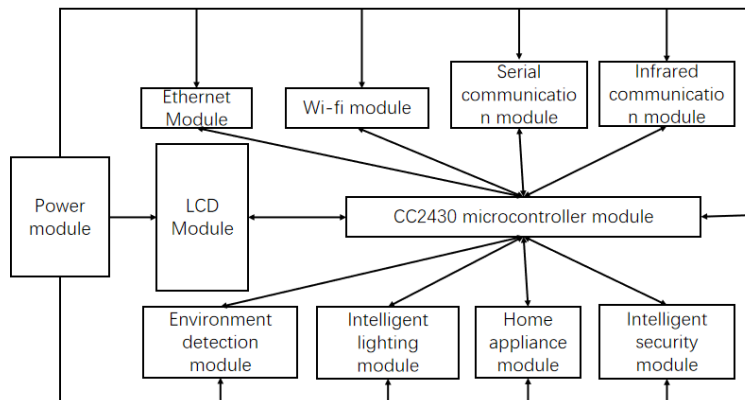 Ethernet
Module
Wi-fi module
Serial
communicatio
n module
Infrared
communicatio
n module
Power
module
LCD
Module
CC2430 microcontroller module
Environment
detection
module
Intelligent
lighting
module
Home
appliance
module
Intelligent
security
module